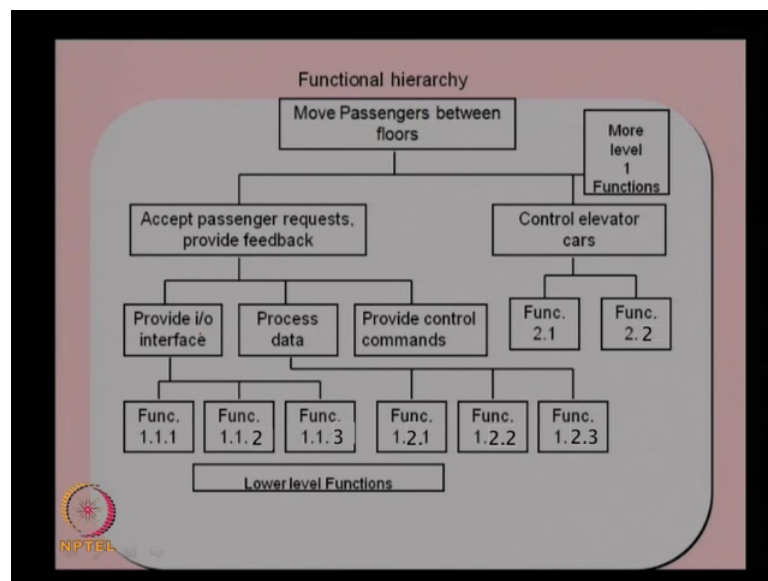 Functional hierarchy
Move Passengers between
floors
More
level
1
Functions
Accept passenger requests,
provide feedback
Control elevator
cars
Provide i/o
interface
Process
data
Provide control
commands
Func.
2.1
Func.
2.2
Func.
1.1.1
Func.
1.1.2
Func.
1.1.3
Func.
1.2.1
Func.
1.2.2
Func.
1.2.3
Lower level Functions
NPTEL